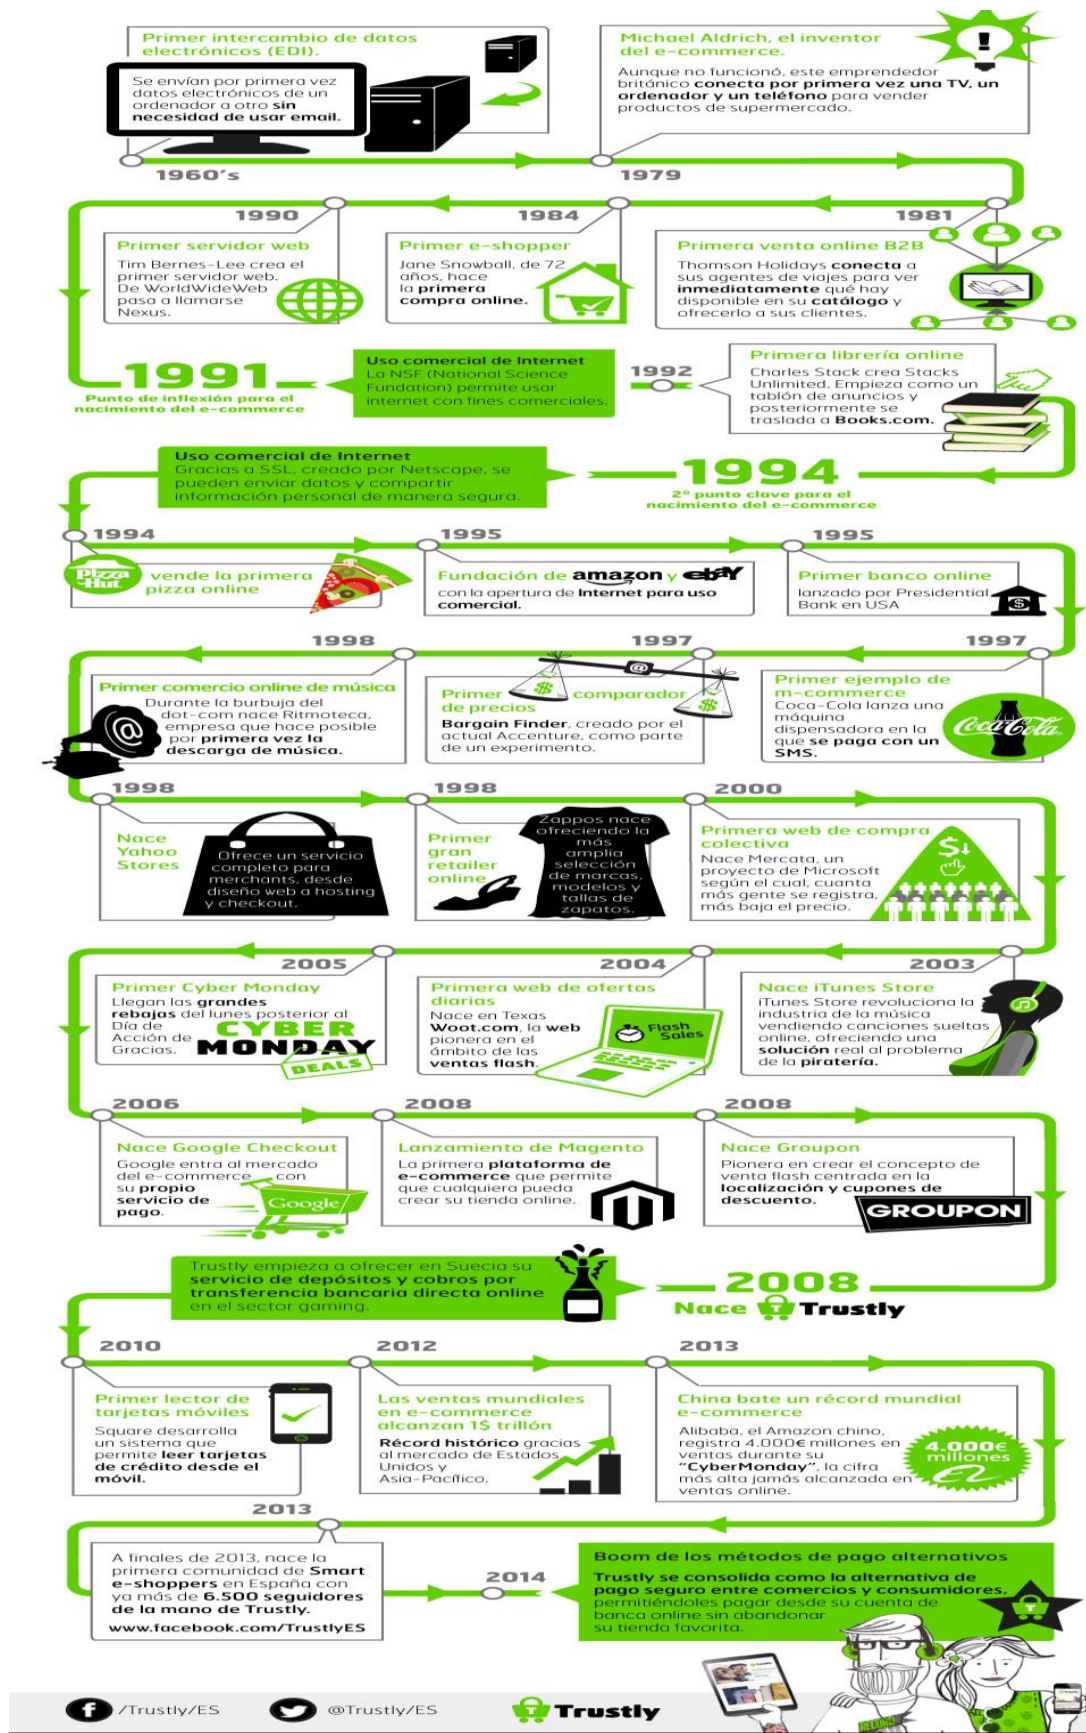 Primer intercambio de datos
electrónicos (EDI).
Se envían por primera vez
datos electrónicos de un
ordenador a otro sin
necesidad de usar email.
1960's
Michael Aldrich, el inventor
del e-commerce.
Aunque no funcionó, este emprendedor
británico conecta por primera vez una TV, un
ordenador y un teléfono para vender
productos de supermercado.
1979
1981
Primera venta online B2B
Thomson Holidays conecta a
sus agentes de viajes para ver
inmediatamente qué hay
disponible en su catálogo y
ofrecerlo a sus clientes.
1984
Primer e-shopper
Jane Snowball, de 72
años, hace
la primera
compra online.
1990
Primer servidor web
Tim Bernes-Lee crea el
primer servidor web.
De WorldWideWeb
pasa a llamarse
Nexus.
1991
Punto de inflexión para el
nacimiento del e-commerce
Uso comercial de Internet
La NSF (National Science
Fundation) permite usar
internet con fines comerciales.
1992
Primera librería online
Charles Stack crea Stacks
Unlimited. Empieza como un
tablón de anuncios y
posteriormente se
traslada a Books.com.
1994
2º punto clave para el
nacimiento del e-commerce
Uso comercial de Internet
Gracias a SSL, creado por Netscape, se
pueden enviar datos y compartir
información personal de manera segura.
1994
Pizza
Hut
vende la primera
pizza online
1995
Fundación de amazon y ebay
con la apertura de Internet para uso
comercial.
1995
Primer banco online
lanzado por Presidential
Bank en USA
1997
Primer ejemplo de
m-commerce
Coca-Cola lanza una
máquina
dispensadora en la
que se paga con un
SMS.
Coca-Cola
1997
Primer comparador
de precios
Bargain Finder, creado por el
actual Accenture, como parte
de un experimento.
1998
Primer comercio online de música
Durante la burbuja del
dot-com nace Ritmoteca,
empresa que hace posible
por primera vez la
descarga de música.
1998
Nace
Yahoo
Stores
Ofrece un servicio
completo para
merchants, desde
diseño web a hosting
y checkout.
1998
Primer
gran
retailer
online
Zappos nace
ofreciendo la
más
amplia
selección
de marcas,
modelos y
tallas de
zapatos.
2000
Primera web de compra
colectiva
Nace Mercata, un
proyecto de Microsoft
según el cual, cuanta
más gente se registra,
más baja el precio.
2003
Nace iTunes Store
iTunes Store revoluciona la
industria de la música
vendiendo canciones sueltas
online, ofreciendo una
solución real al problema
de la piratería.
2004
Primera web de ofertas
diarias
Nace en Texas
Woot.com, la web
pionera en el
ámbito de las
ventas flash.
Flash
Sales
2005
Primer Cyber Monday
Llegan las grandes
rebajas del lunes posterior al
Día de
Acción de
Gracias.
CYBER
MONDAY
DEALS
2006
Nace Google Checkout
Google entra al mercado
del e-commerce con
su propio
servicio de
pago.
Google
2008
Lanzamiento de Magento
La primera plataforma de
e-commerce que permite
que cualquiera pueda
crear su tienda online.
2008
Nace Groupon
Pionera en crear el concepto de
venta flash centrada en la
localización y cupones de
descuento.
GROUPON
2008
Nace Trustly
Trustly empieza a ofrecer en Suecia su
servicio de depósitos y cobros por
transferencia bancaria directa online
en el sector gaming.
2010
Primer lector de
tarjetas móviles
Square desarrolla
un sistema que
permite leer tarjetas
de crédito desde el
móvil.
2012
Las ventas mundiales
en e-commerce
alcanzan 1$ trillón
Récord histórico gracias
al mercado de Estados
Unidos y
Asia-Pacífico.
2013
China bate un récord mundial
e-commerce
Alibaba, el Amazon chino,
registra 4.000€ millones en
ventas durante su
"CyberMonday", la cifra
más alta jamás alcanzada en
ventas online.
4.000€
millones
2013
A finales de 2013, nace la
primera comunidad de Smart
e-shoppers en España con
ya más de 6.500 seguidores
de la mano de Trustly.
www.facebook.com/TrustlyES
2014
Boom de los métodos de pago alternativos
Trustly se consolida como la alternativa de
pago seguro entre comercios y consumidores,
permitiéndoles pagar desde su cuenta de
banca online sin abandonar
su tienda favorita.
/Trustly/ES
@Trustly/ES
Trustly